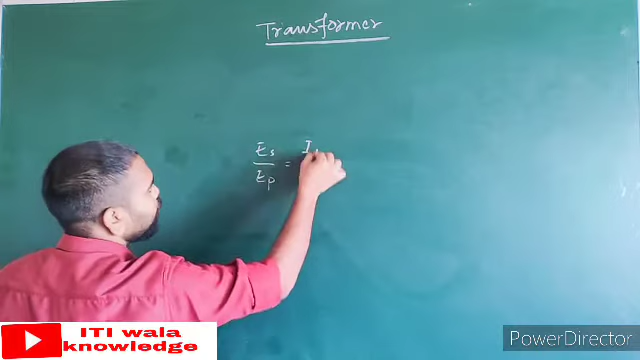 Transformer
Es
Ep
=
I
ITI wala
knowledge
PowerDirector